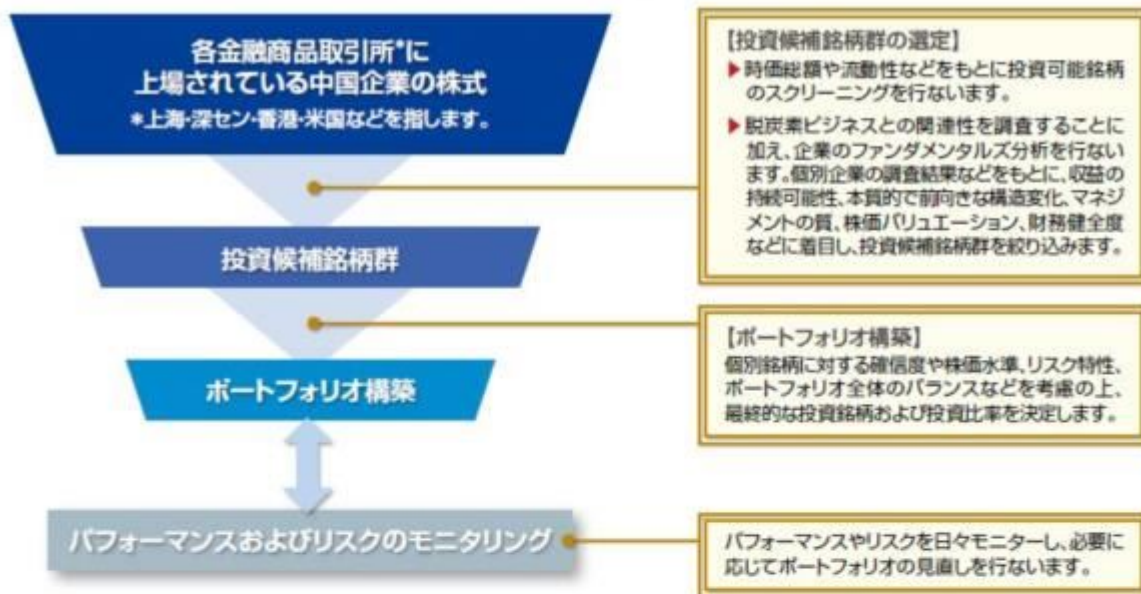 各金融商品取引所*に
上場されている中国企業の株式
*上海・深セン・香港・米国などを指します。
【投資候補銘柄群の選定】
▶時価総額や流動性などをもとに投資可能銘柄
のスクリーニングを行ないます。
▶脱炭素ビジネスとの関連性を調査することに
加え、企業のファンダメンタルズ分析を行ない
ます。個別企業の調査結果などをもとに、収益の
持続可能性、本質的で前向きな構造変化、マネジ
メントの質、株価バリュエーション、財務健全度
などに着目し、投資候補銘柄群を絞り込みます。
投資候補銘柄群
【ポートフォリオ構築】
個別銘柄に対する確信度や株価水準、リスク特性、
ポートフォリオ全体のバランスなどを考慮の上、
最終的な投資銘柄および投資比率を決定します。
ポートフォリオ構築
パフォーマンスおよびリスクのモニタリング
パフォーマンスやリスクを日々モニターし、必要に
応じてポートフォリオの見直しを行ないます。